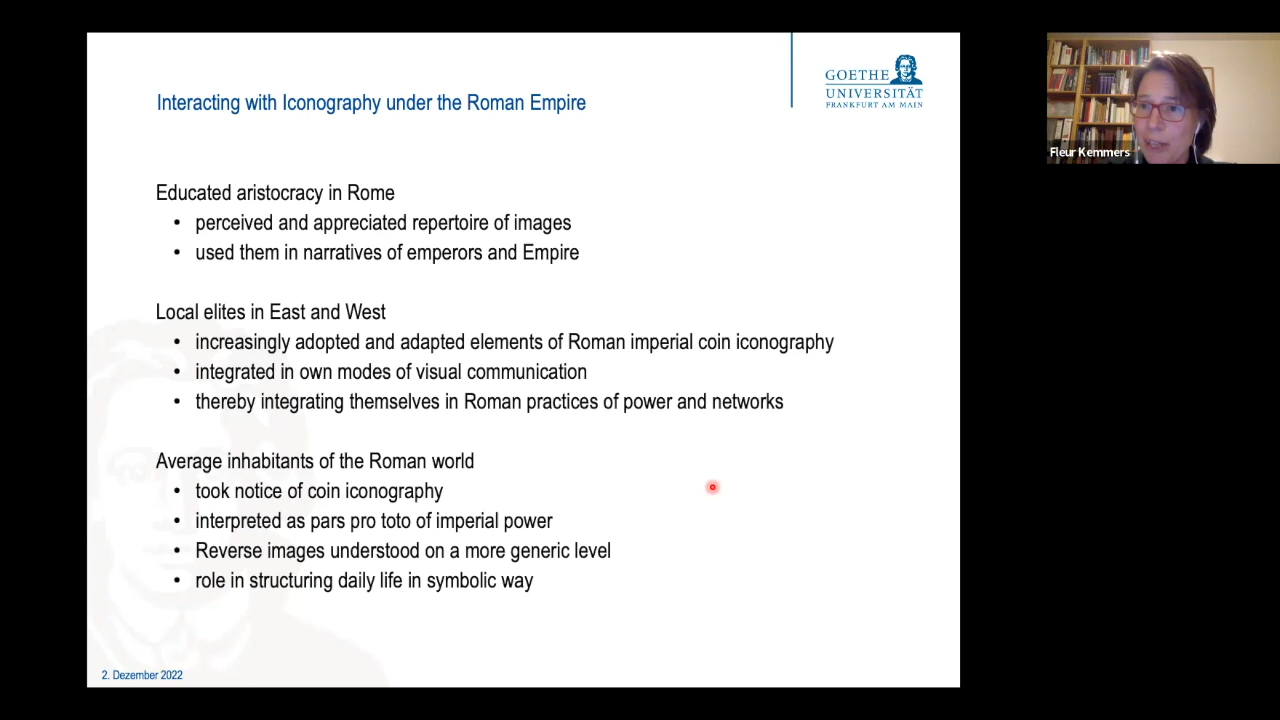 Interacting with Iconography under the Roman Empire
GOETHE
UNIVERSITÄT
FRANKFURT AM MAIN
Fleur Kemmers
Educated aristocracy in Rome
• perceived and appreciated repertoire of images
• used them in narratives of emperors and Empire
Local elites in East and West
• increasingly adopted and adapted elements of Roman imperial coin iconography
• integrated in own modes of visual communication
• thereby integrating themselves in Roman practices of power and networks
Average inhabitants of the Roman world
• took notice of coin iconography
• interpreted as pars pro toto of imperial power
• Reverse images understood on a more generic level
• role in structuring daily life in symbolic way
2. Dezember 2022